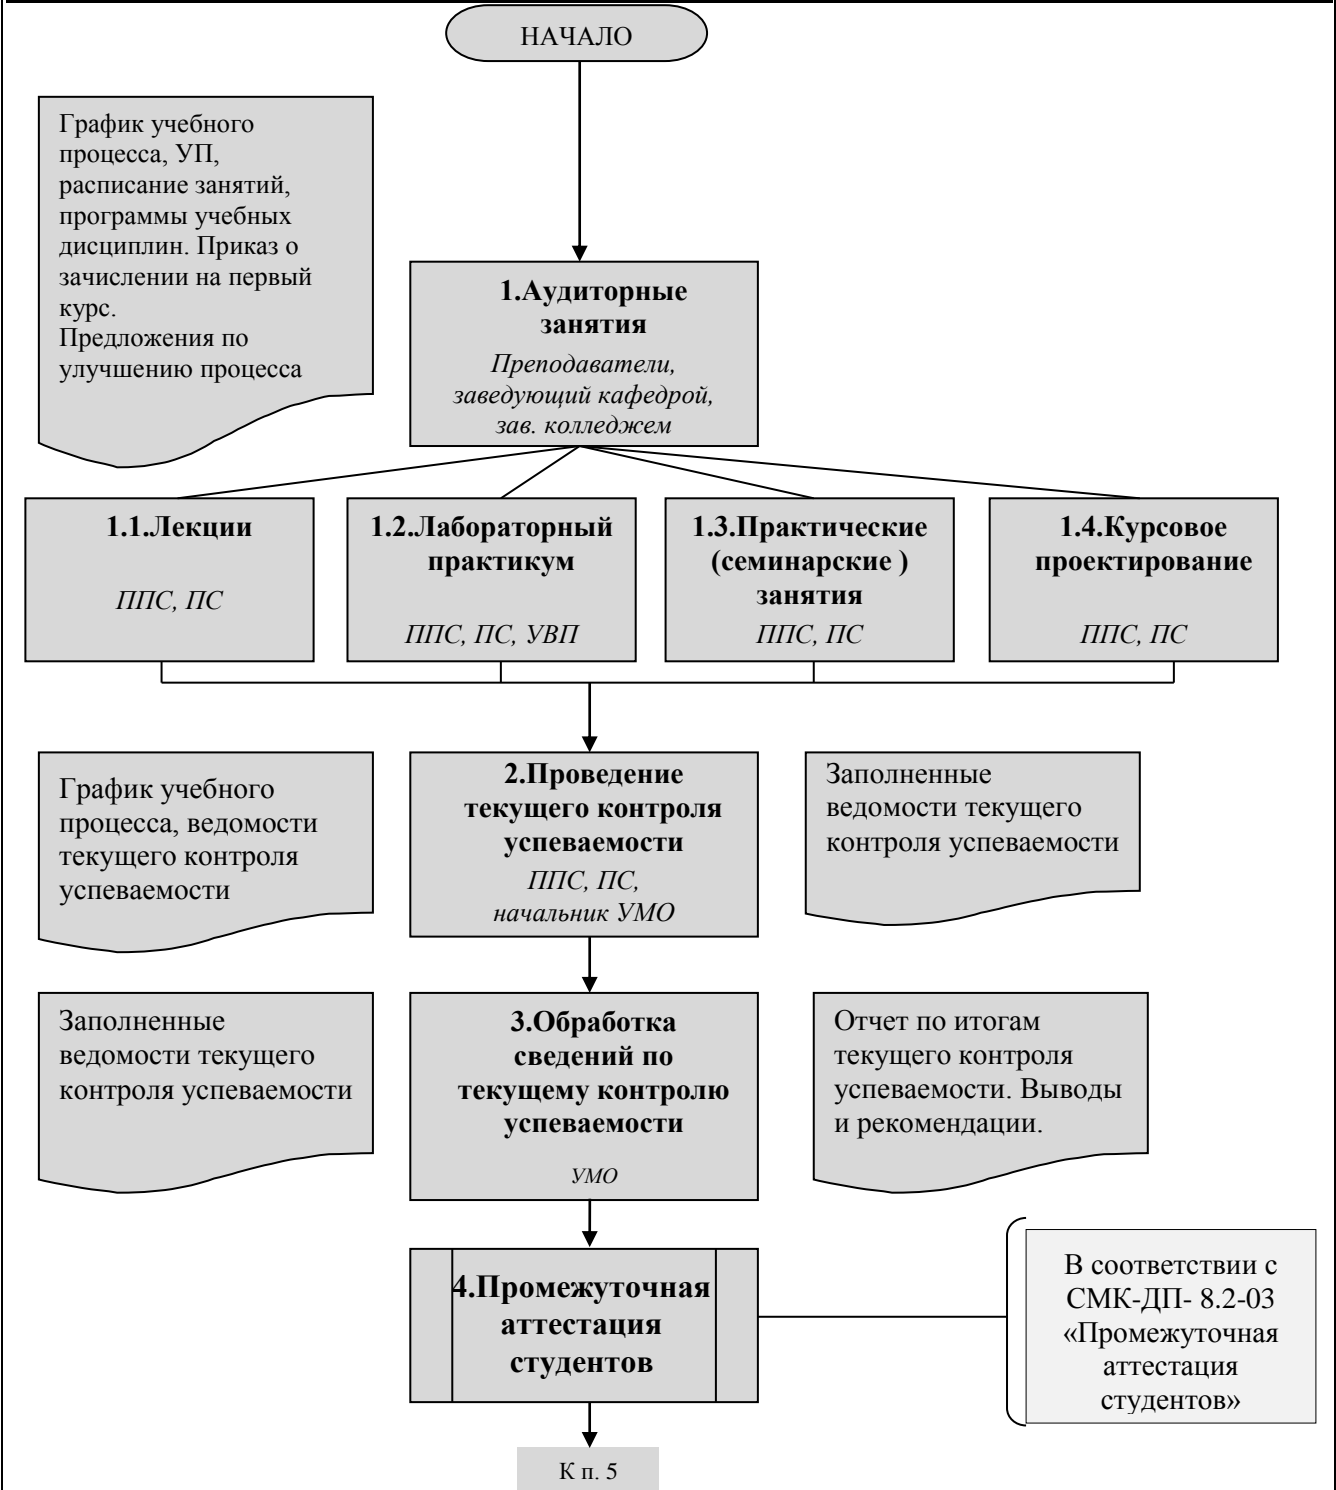 НАЧАЛО
График учебного
процесса, УП,
расписание занятий,
программы учебных
дисциплин. Приказ о
зачислении на первый
курс.
Предложения по
улучшению процесса
1.Аудиторные
занятия
Преподаватели,
заведующий кафедрой,
зав. колледжем
1.1.Лекции
ППС, ПС
1.2.Лабораторный
практикум
ППС, ПС, УВП
1.3.Практические
(семинарские )
занятия
ППС, ПС
1.4.Курсовое
проектирование
ППС, ПС
График учебного
процесса, ведомости
текущего контроля
успеваемости
2.Проведение
текущего контроля
успеваемости
ППС, ПС,
начальник УМО
Заполненные
ведомости текущего
контроля успеваемости
Заполненные
ведомости текущего
контроля успеваемости
3.Обработка
сведений по
текущему контролю
успеваемости
УМО
Отчет по итогам
текущего контроля
успеваемости. Выводы
и рекомендации.
4.Промежуточная
аттестация
студентов
В соответствии с
СМК-ДП- 8.2-03
«Промежуточная
аттестация
студентов»
К п. 5